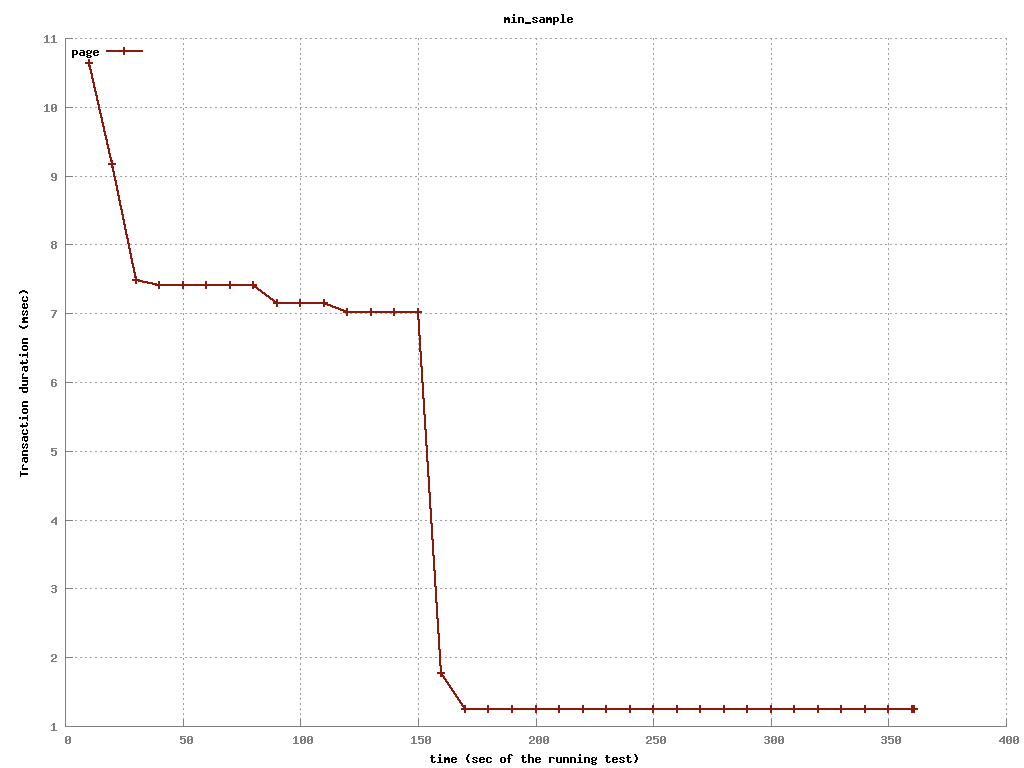 min_sample
page
11
10
9
8
7
6
5
4
3
2
1
Transaction duration (msec)
0 50 100 150 200 250 300 350 400
time (sec of the running test)